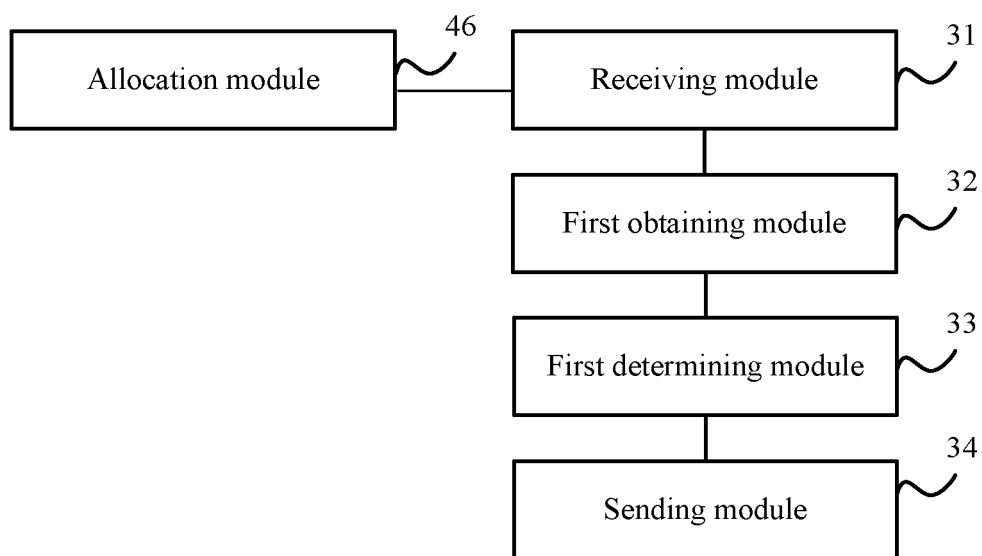 46
Allocation module
31
Receiving module
32
First obtaining module
33
First determining module
34
Sending module